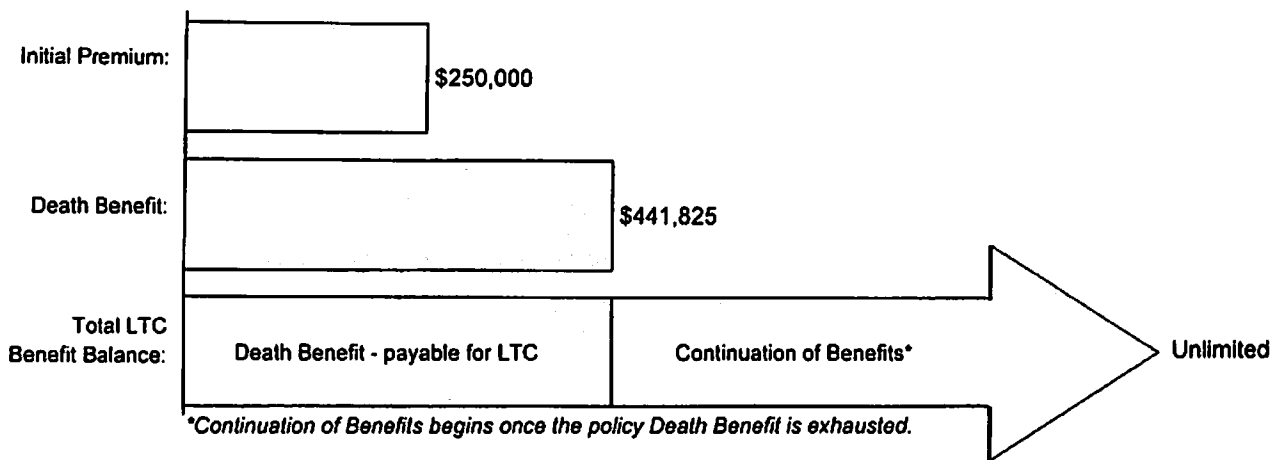 Initial Premium:
$250,000
Death Benefit:
$441,825
Total LTC
Benefit Balance:
Death Benefit - payable for LTC
Continuation of Benefits*
Unlimited
*Continuation of Benefits begins once the policy Death Benefit is exhausted.